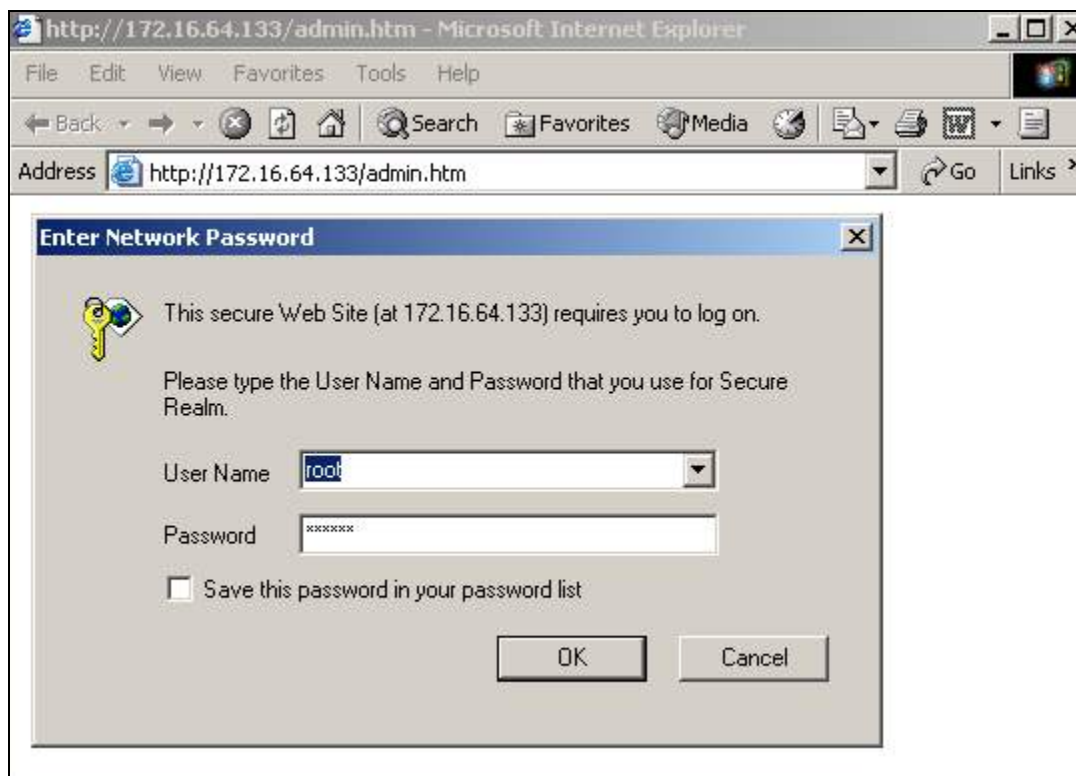 http://172.16.64.133/admin.htm - Microsoft Internet Explorer
File Edit View Favorites Tools Help
Back Search Favorites Media
Address http://172.16.64.133/admin.htm Go Links »
Enter Network Password
This secure Web Site (at 172.16.64.133) requires you to log on.
Please type the User Name and Password that you use for Secure
Realm.
User Name root
Password ******
Save this password in your password list
OK Cancel